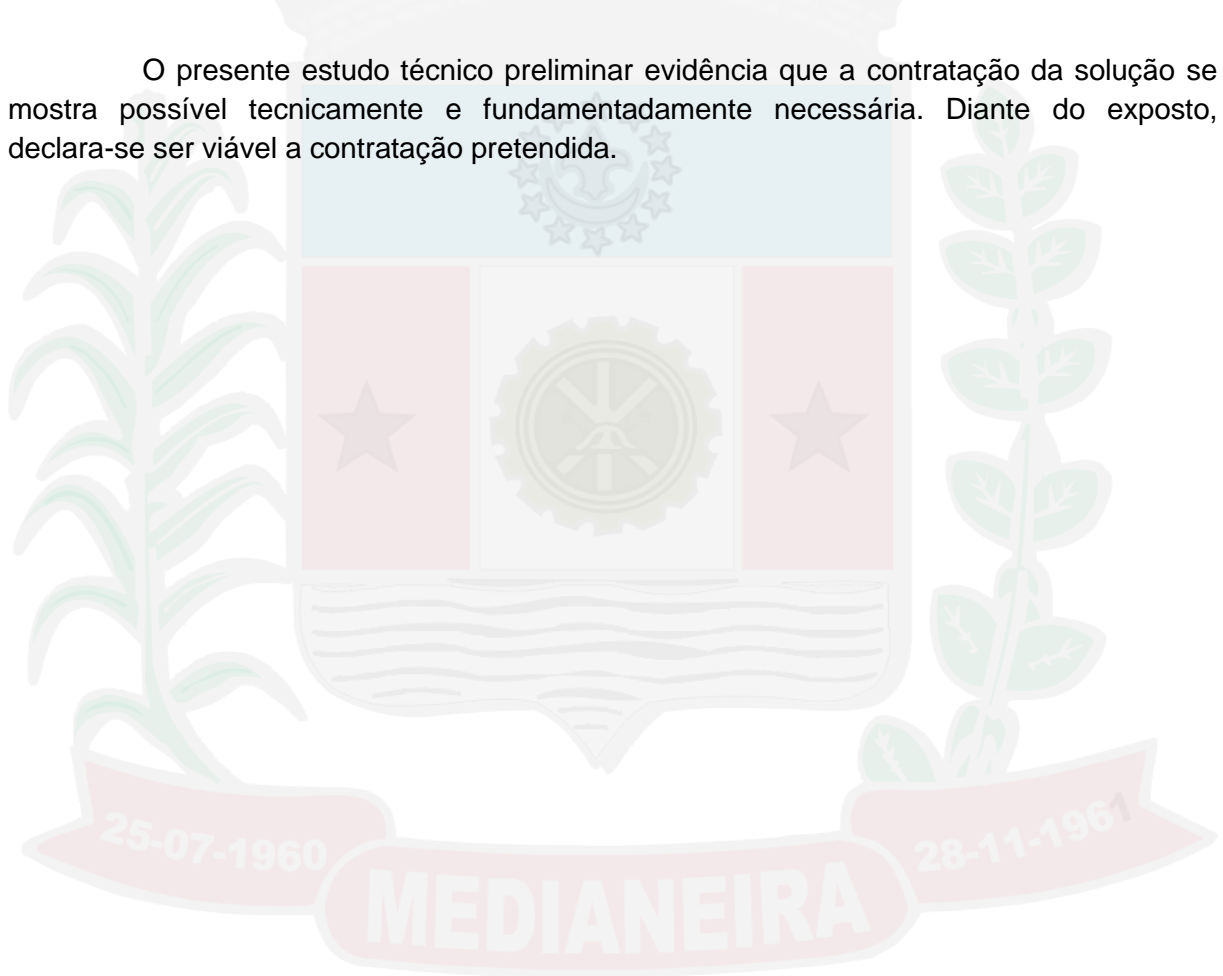 O presente estudo técnico preliminar evidência que a contratação da solução se
mostra possível tecnicamente e fundamentadamente necessária. Diante do exposto,
declara-se ser viável a contratação pretendida.
25-07-1960
28-11-1961
MEDIANEIRA